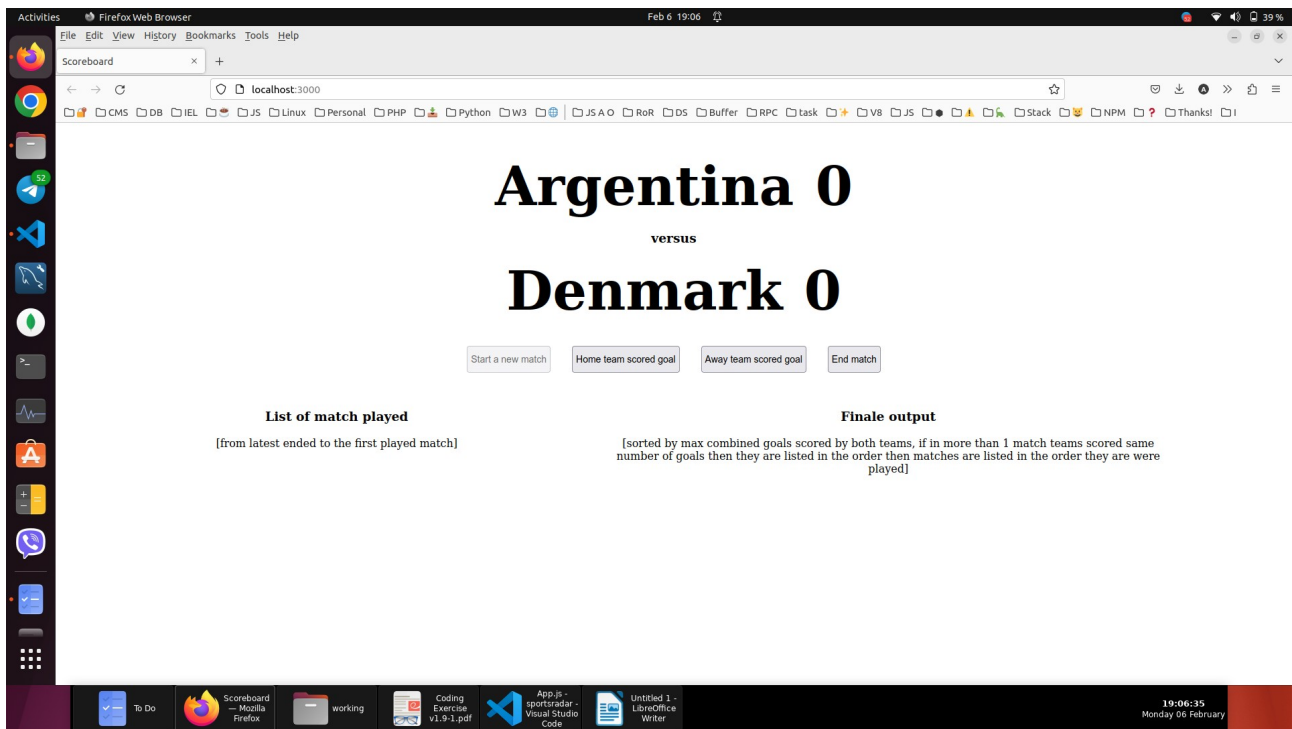 Activities Firefox Web Browser Feb 6 19:06 39 %
File Edit View History Bookmarks Tools Help
Scoreboard × +
localhost:3000
CMS DB IEL JS Linux Personal PHP Python W3 JS A O RoR DS Buffer RPC task V8 JS Stack NPM Thanks! I
52
Argentina 0
versus
Denmark 0
Start a new match Home team scored goal Away team scored goal End match
List of match played Finale output
[from latest ended to the first played match] [sorted by max combined goals scored by both teams, if in more than 1 match teams scored same
number of goals then they are listed in the order then matches are listed in the order they are were
played]
To Do
Scoreboard
— Mozilla
Firefox
working
Coding
Exercise
v1.9-1.pdf
App.js -
sportsradar -
Visual Studio
Code
Untitled 1 -
LibreOffice
Writer
19:06:35
Monday 06 February